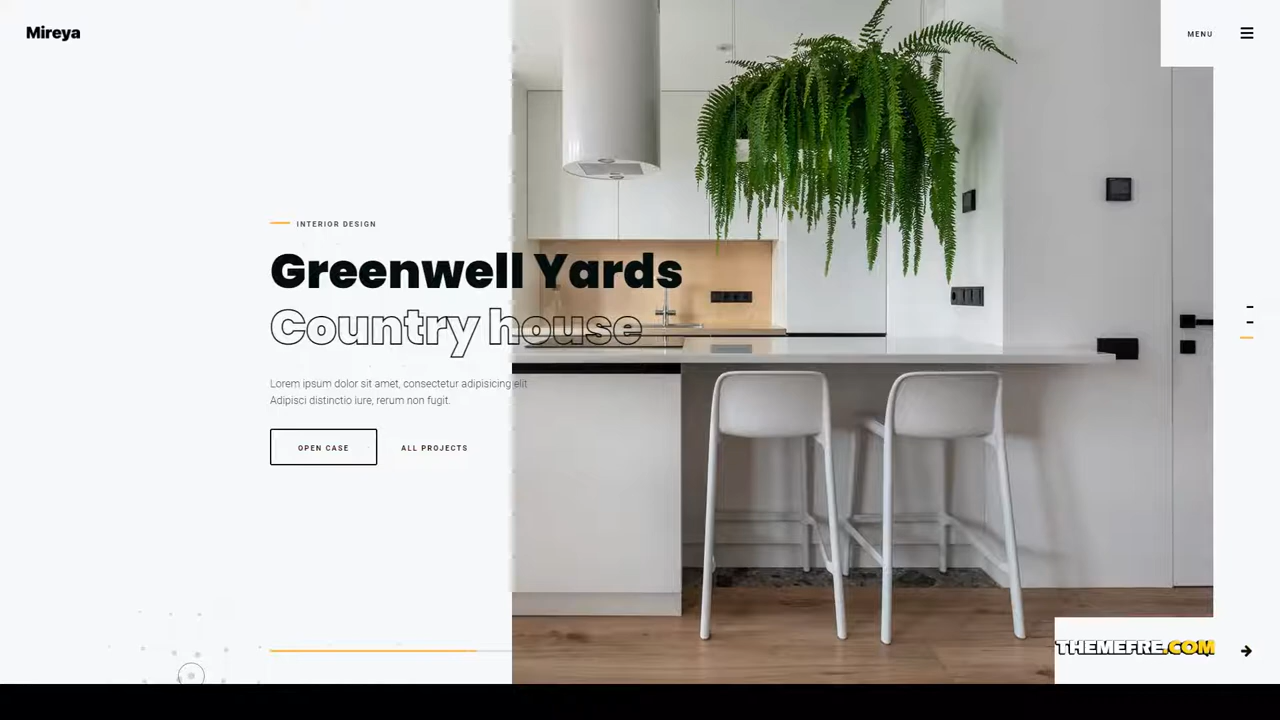 Mireya
MENU
INTERIOR DESIGN
Greenwell Yards
Country house
Lorem ipsum dolor sit amet, consectetur adipisicing elit
Adipisci distinctio iure, rerum non fugit.
OPEN CASE
ALL PROJECTS
THEMEFRE.COM